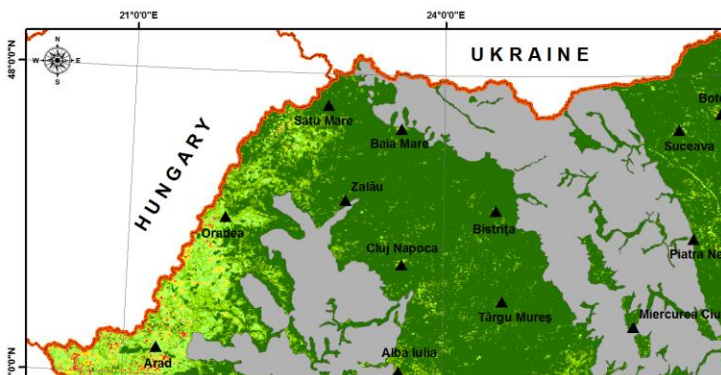 21°0'0"E
24°0'0"E
N
W
E
S
48°0'0"N
UKRAINE
HUNGARY
Satu Mare
Baia Mare
Suceava
Zalău
Oradea
Bistrița
Cluj Napoca
Târgu Mureș
Arad
Alba Iulia